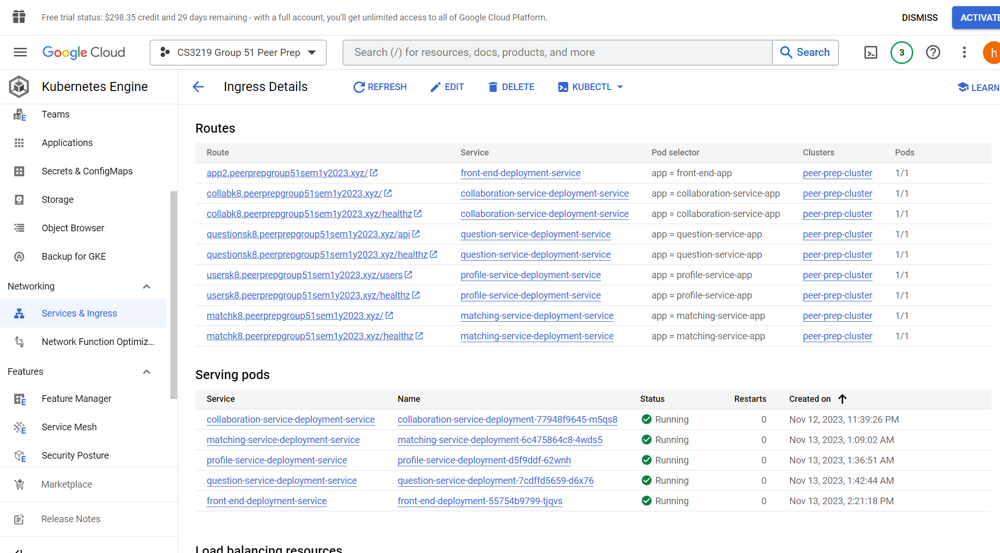 Free trial status: $298.35 credit and 29 days remaining - with a full account, you'll get unlimited access to all of Google Cloud Platform.
DISMISS
ACTIVATE
Google Cloud
CS3219 Group 51 Peer Prep
Search (/) for resources, docs, products, and more
Search
3
h
Kubernetes Engine
Ingress Details
REFRESH
EDIT
DELETE
KUBECTL
LEARN
Teams
Applications
Secrets & ConfigMaps
Storage
Object Browser
Backup for GKE
Networking
Services & Ingress
Network Function Optimiz...
Features
Feature Manager
Service Mesh
Security Posture
Marketplace
Release Notes
Routes
Route Service Pod selector Clusters Pods
app2.peerprepgroup51sem1y2023.xyz/ front-end-deployment-service app = front-end-app peer-prep-cluster 1/1
collabk8.peerprepgroup51sem1y2023.xyz/ collaboration-service-deployment-service app = collaboration-service-app peer-prep-cluster 1/1
collabk8.peerprepgroup51sem1y2023.xyz/healthz collaboration-service-deployment-service app = collaboration-service-app peer-prep-cluster 1/1
questionsk8.peerprepgroup51sem1y2023.xyz/api question-service-deployment-service app = question-service-app peer-prep-cluster 1/1
questionsk8.peerprepgroup51sem1y2023.xyz/healthz question-service-deployment-service app = question-service-app peer-prep-cluster 1/1
usersk8.peerprepgroup51sem1y2023.xyz/users profile-service-deployment-service app = profile-service-app peer-prep-cluster 1/1
usersk8.peerprepgroup51sem1y2023.xyz/healthz profile-service-deployment-service app = profile-service-app peer-prep-cluster 1/1
matchk8.peerprepgroup51sem1y2023.xyz/ matching-service-deployment-service app = matching-service-app peer-prep-cluster 1/1
matchk8.peerprepgroup51sem1y2023.xyz/healthz matching-service-deployment-service app = matching-service-app peer-prep-cluster 1/1
Serving pods
Service Name Status Restarts Created on
collaboration-service-deployment-service collaboration-service-deployment-77948f9645-m5qs8 Running 0 Nov 12, 2023, 11:39:26 PM
matching-service-deployment-service matching-service-deployment-6c475864c8-4wds5 Running 0 Nov 13, 2023, 1:09:02 AM
profile-service-deployment-service profile-service-deployment-d5f9ddf-62wnh Running 0 Nov 13, 2023, 1:36:51 AM
question-service-deployment-service question-service-deployment-7cdffd5659-d6x76 Running 0 Nov 13, 2023, 1:42:44 AM
front-end-deployment-service front-end-deployment-55754b9799-tjqvs Running 0 Nov 13, 2023, 2:21:18 PM
Load balancing resources